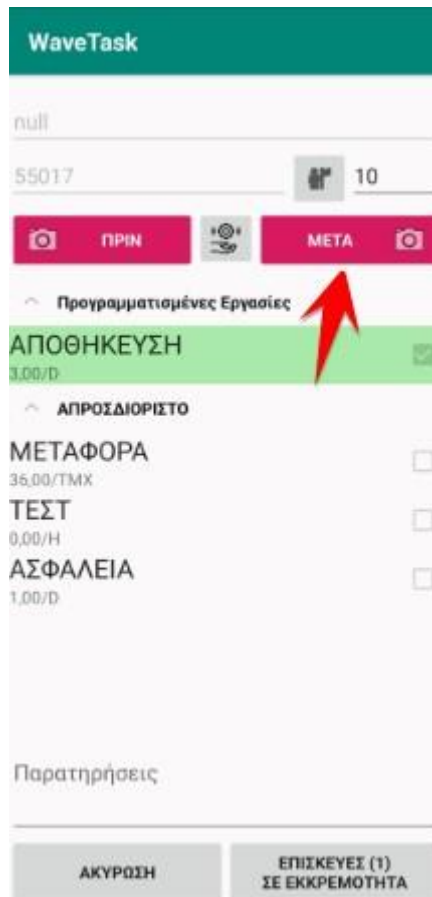 WaveTask
null
55017 10
ΠΡΙΝ ΜΕΤΑ
Προγραμματισμένες Εργασίες
ΑΠΟΘΗΚΕΥΣΗ
3,00/D
ΑΠΡΟΣΔΙΟΡΙΣΤΟ
ΜΕΤΑΦΟΡΑ
36,00/ΤΜΧ
ΤΕΣΤ
0,00/H
ΑΣΦΑΛΕΙΑ
1,00/D
Παρατηρήσεις
ΑΚΥΡΩΣΗ ΕΠΙΣΚΕΥΕΣ (1)
ΣΕ ΕΚΚΡΕΜΟΤΗΤΑ